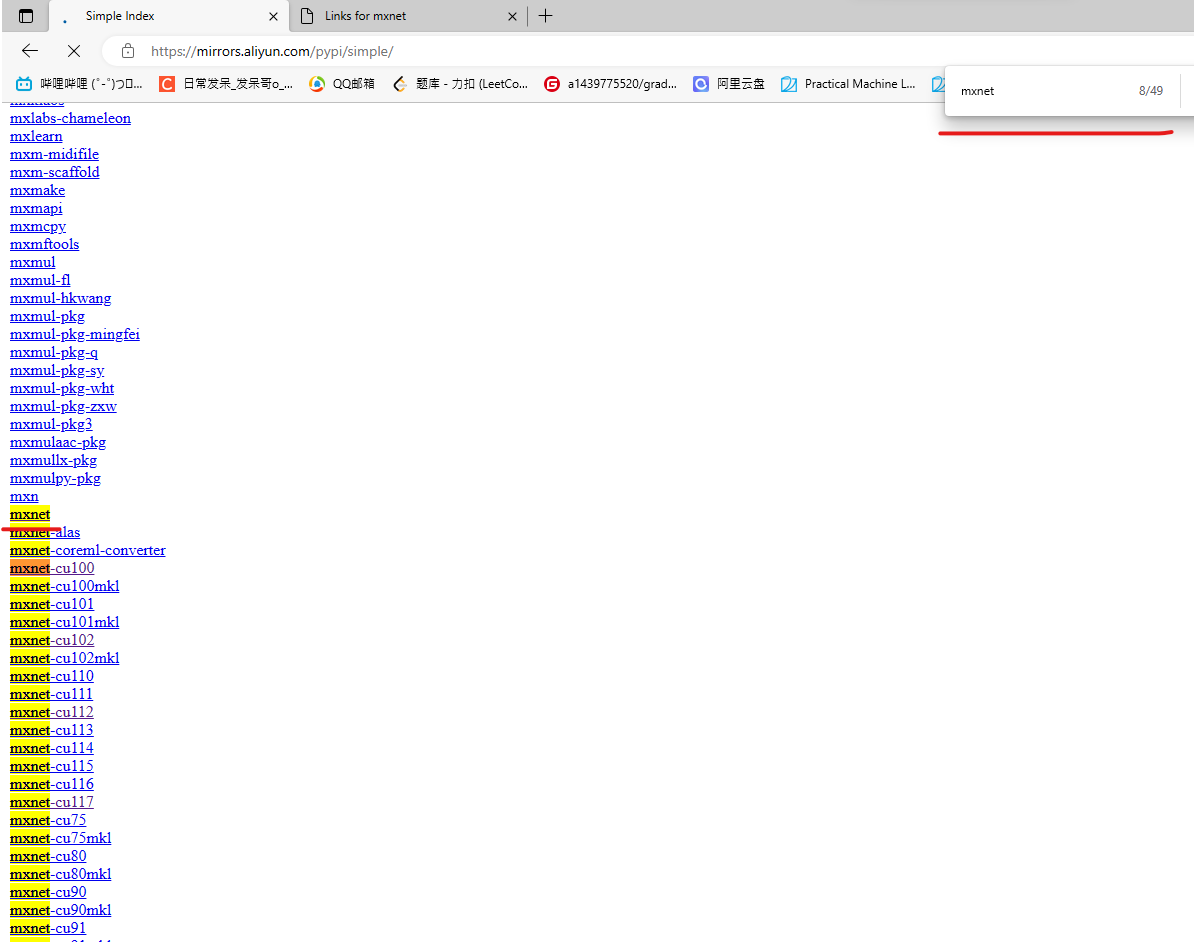 Simple Index
Links for mxnet
https://mirrors.aliyun.com/pypi/simple/
哔哩哔哩 (゜-゜)つロ...
日常发呆_发呆哥o_...
QQ邮箱
题库 - 力扣 (LeetCo...
a1439775520/grad...
阿里云盘
Practical Machine L...
mxnet 8/49
mxlabs-chameleon
mxlearn
mxm-midifile
mxm-scaffold
mxmake
mxmapi
mxmcpy
mxmftools
mxmul
mxmul-fl
mxmul-hkwang
mxmul-pkg
mxmul-pkg-mingfei
mxmul-pkg-q
mxmul-pkg-sy
mxmul-pkg-wht
mxmul-pkg-zxw
mxmul-pkg3
mxmulaac-pkg
mxmullx-pkg
mxmulpy-pkg
mxn
mxnet
mxnet-alas
mxnet-coreml-converter
mxnet-cu100
mxnet-cu100mkl
mxnet-cu101
mxnet-cu101mkl
mxnet-cu102
mxnet-cu102mkl
mxnet-cu110
mxnet-cu111
mxnet-cu112
mxnet-cu113
mxnet-cu114
mxnet-cu115
mxnet-cu116
mxnet-cu117
mxnet-cu75
mxnet-cu75mkl
mxnet-cu80
mxnet-cu80mkl
mxnet-cu90
mxnet-cu90mkl
mxnet-cu91